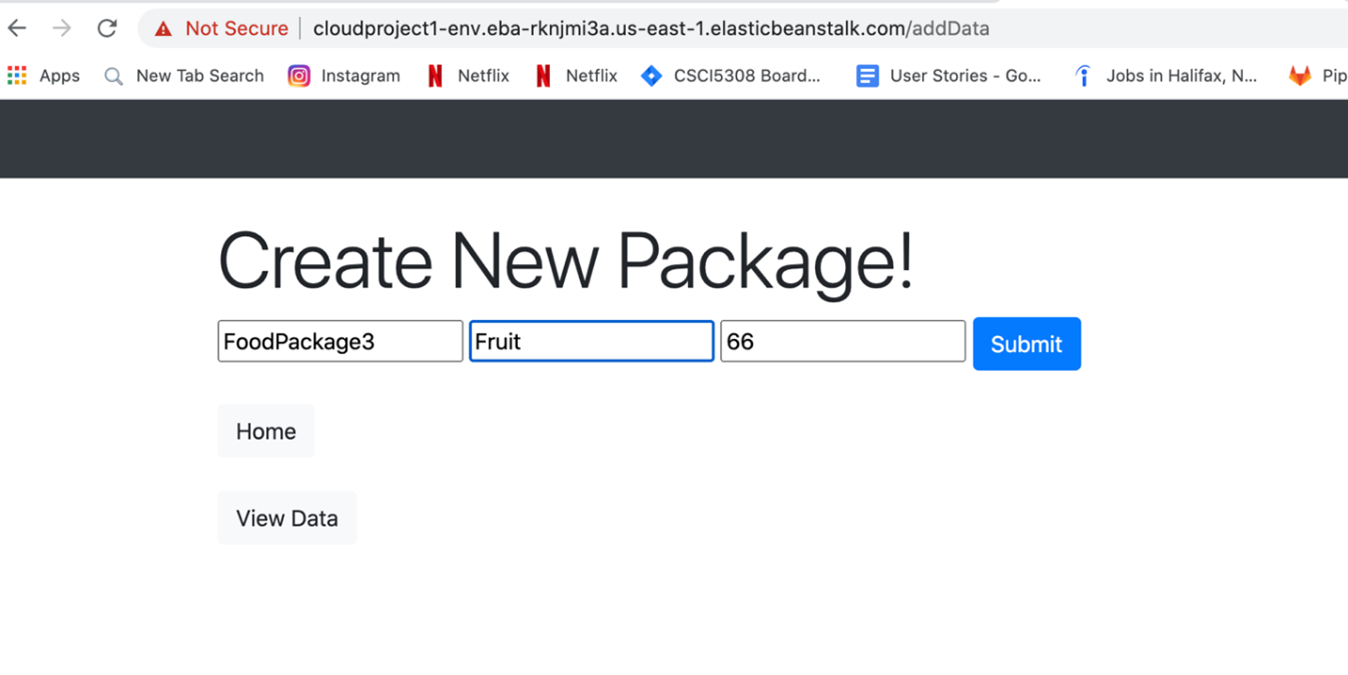 Not Secure cloudproject1-env.eba-rknjmi3a.us-east-1.elasticbeanstalk.com/addData
Apps New Tab Search Instagram Netflix Netflix CSCI5308 Board... User Stories - Go... Jobs in Halifax, N... Pip
Create New Package!
FoodPackage3 Fruit 66 Submit
Home
View Data